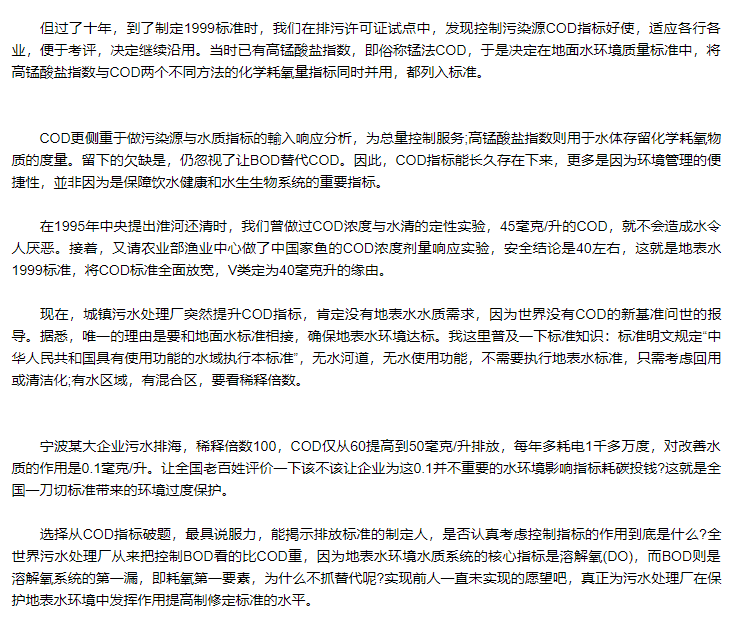 但过了十年，到了制定1999标准时，我们在排污许可证试点中，发现控制污染源COD指标好使，适应各行各
业，便于考评，决定继续沿用。当时已有高锰酸盐指数，即俗称锰法COD，于是决定在地面水环境质量标准中，将
高锰酸盐指数与COD两个不同方法的化学耗氧量指标同时并用，都列入标准。
COD更侧重于做污染源与水质指标的輸入响应分析，为总量控制服务;高锰酸盐指数则用于水体存留化学耗氧物
质的度量。留下的欠缺是，仍忽视了让BOD替代COD。因此，COD指标能长久存在下来，更多是因为环境管理的便
捷性，並非因为是保障饮水健康和水生生物系统的重要指标。
在1995年中央提出淮河还清时，我们曾做过COD浓度与水清的定性实验，45毫克/升的COD，就不会造成水令
人厌恶。接着，又请农业部渔业中心做了中国家鱼的COD浓度剂量响应实验，安全结论是40左右，这就是地表水
1999标准，将COD标准全面放宽，V类定为40毫克升的缘由。
现在，城镇污水处理厂突然提升COD指标，肯定没有地表水水质需求，因为世界没有COD的新基准问世的报
导。据悉，唯一的理由是要和地面水标准相接，确保地表水环境达标。我这里普及一下标准知识：标准明文规定“中
华人民共和国具有使用功能的水域执行本标准”，无水河道，无水使用功能，不需要执行地表水标准，只需考虑回用
或清洁化;有水区域，有混合区，要看稀释倍数。
宁波某大企业污水排海，稀释倍数100，COD仅从60提高到50毫克/升排放，每年多耗电1千多万度，对改善水
质的作用是0.1毫克/升。让全国老百姓评价一下该不该让企业为这0.1并不重要的水环境影响指标耗碳投钱?这就是全
国一刀切标准带来的环境过度保护。
选择从COD指标破题，最具说服力，能揭示排放标准的制定人，是否认真考虑控制指标的作用到底是什么?全
世界污水处理厂从来把控制BOD看的比COD重，因为地表水环境水质系统的核心指标是溶解氧(DO)，而BOD则是
溶解氧系统的第一漏，即耗氧第一要素，为什么不抓替代呢?实现前人一直未实现的愿望吧，真正为污水处理厂在保
护地表水环境中发挥作用提高制修定标准的水平。